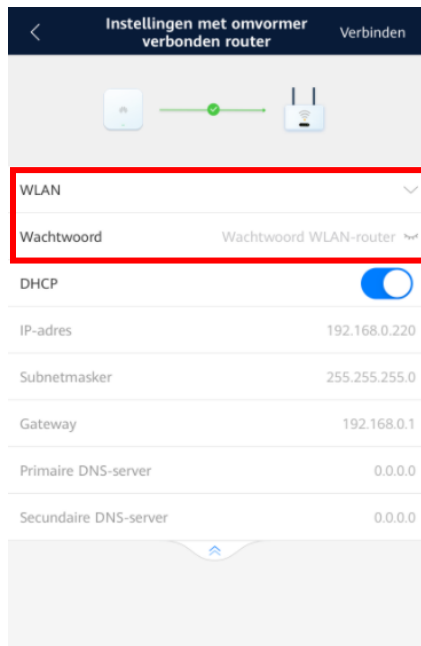 Instellingen met omvormer
verbonden router
Verbinden
WLAN
Wachtwoord Wachtwoord WLAN-router
DHCP
IP-adres 192.168.0.220
Subnetmasker 255.255.255.0
Gateway 192.168.0.1
Primaire DNS-server 0.0.0.0
Secundaire DNS-server 0.0.0.0